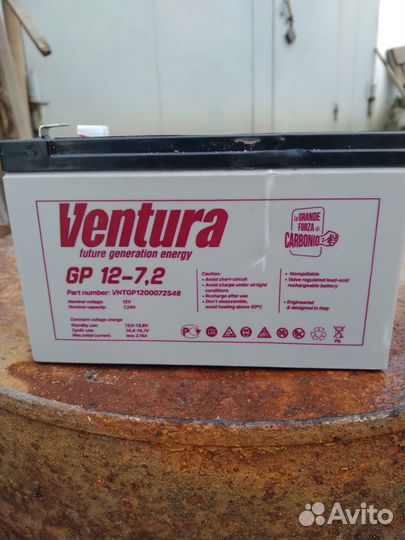 Ventura
future generation energy
La GRANDE
FORZA di
CARBONIO
GP 12-7,2
Part number: VNTGP1200072S48
Nominal voltage: 12V
Nominal capacity: 7,2Ah
Constant voltage charge
Standby use: 13,6-13,8V
Cyclic use: 14,4-14,7V
Max.initial current: less 2,16A
Caution:
• Avoid short-circuit
• Avoid charge under airtight
conditions
• Recharge after use
• Don't disassemble,
avoid heating above 50°C
• Nonspillable
• Valve regulated lead-acid
rechargeable battery
• Engineered
& designed in Italy
Pb
Avito